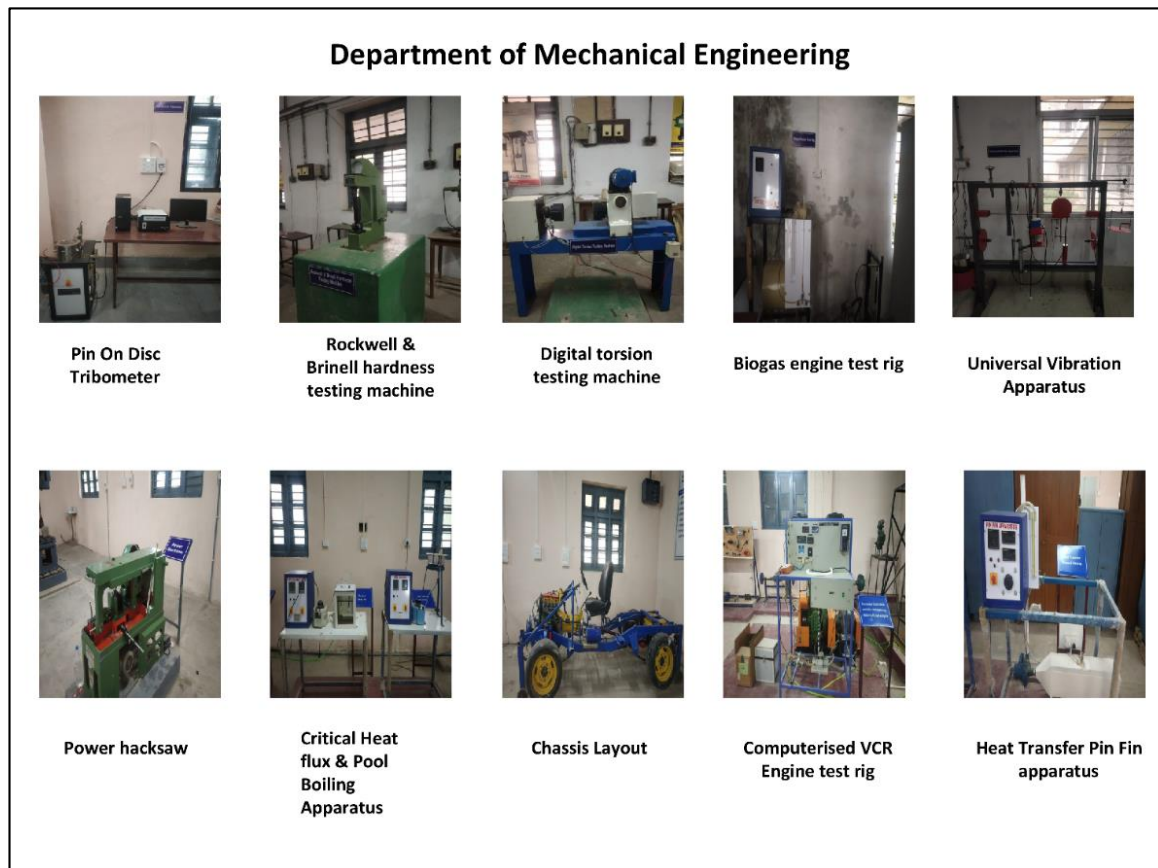 Department of Mechanical Engineering
Pin On Disc
Tribometer
Rockwell &
Brinell hardness
testing machine
Digital torsion
testing machine
Biogas engine test rig
Universal Vibration
Apparatus
Power hacksaw
Critical Heat
flux & Pool
Boiling
Apparatus
Chassis Layout
Computerised VCR
Engine test rig
Heat Transfer Pin Fin
apparatus